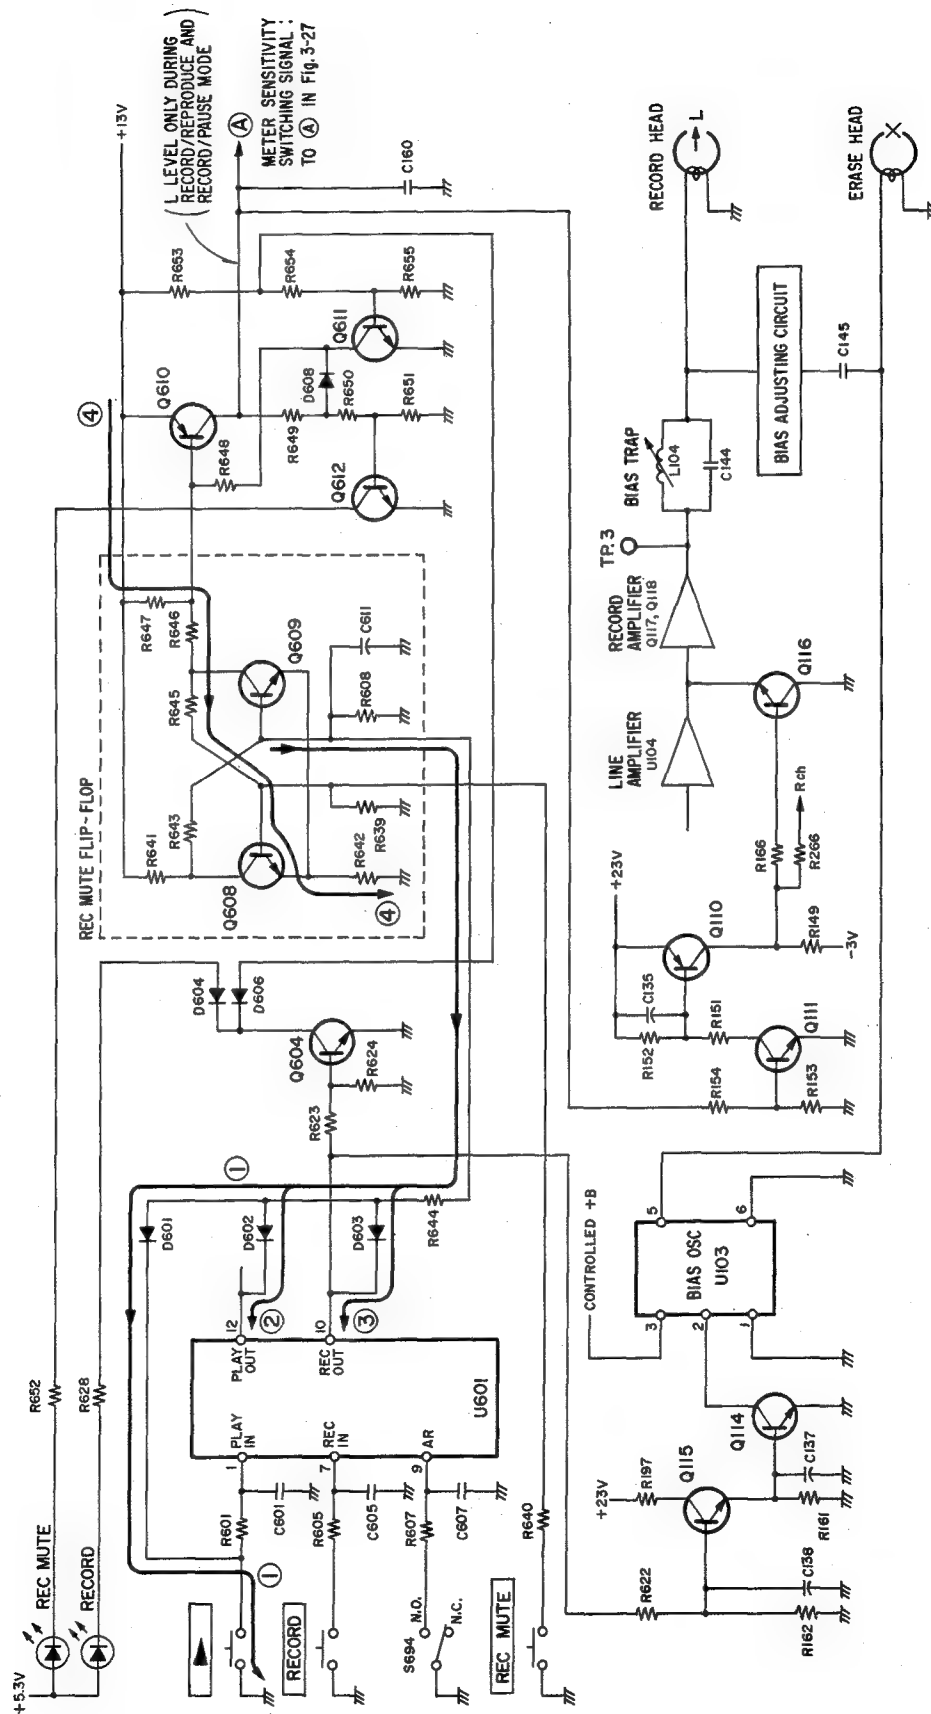 +5.3V
REC MUTE
RECORD
R652
R628
RECORD
S694
N.O.
N.C.
REC MUTE
R601
C601
R605
C605
R607
C607
R640
1
7
9
PLAY IN
REC IN
AR
U601
PLAY OUT
REC OUT
12
10
①
①
②
③
D601
D602
D603
R644
R623
R624
Q604
D604
D606
REC MUTE FLIP-FLOP
R641
R643
Q608
R642
R639
④
R645
R646
R647
Q609
R608
C611
④
Q610
R648
Q612
R649
R650
R651
D608
Q611
R653
R654
R655
+13V
( L LEVEL ONLY DURING
RECORD/REPRODUCE AND
RECORD/PAUSE MODE )
Ⓐ
METER SENSITIVITY
SWITCHING SIGNAL :
TO Ⓐ IN Fig. 3-27
C160
R622
R162
C138
+23V
R197
Q115
R161
C137
Q114
CONTROLLED +B
3
2
1
BIAS OSC
U103
5
6
R154
R153
Q111
R151
R152
C135
+23V
Q110
R149
-3V
R166
R266
Rch
Q116
LINE
AMPLIFIER
U104
RECORD
AMPLIFIER
Q117, Q118
TP.3
BIAS TRAP
L104
C144
BIAS ADJUSTING CIRCUIT
C145
RECORD HEAD
L
ERASE HEAD